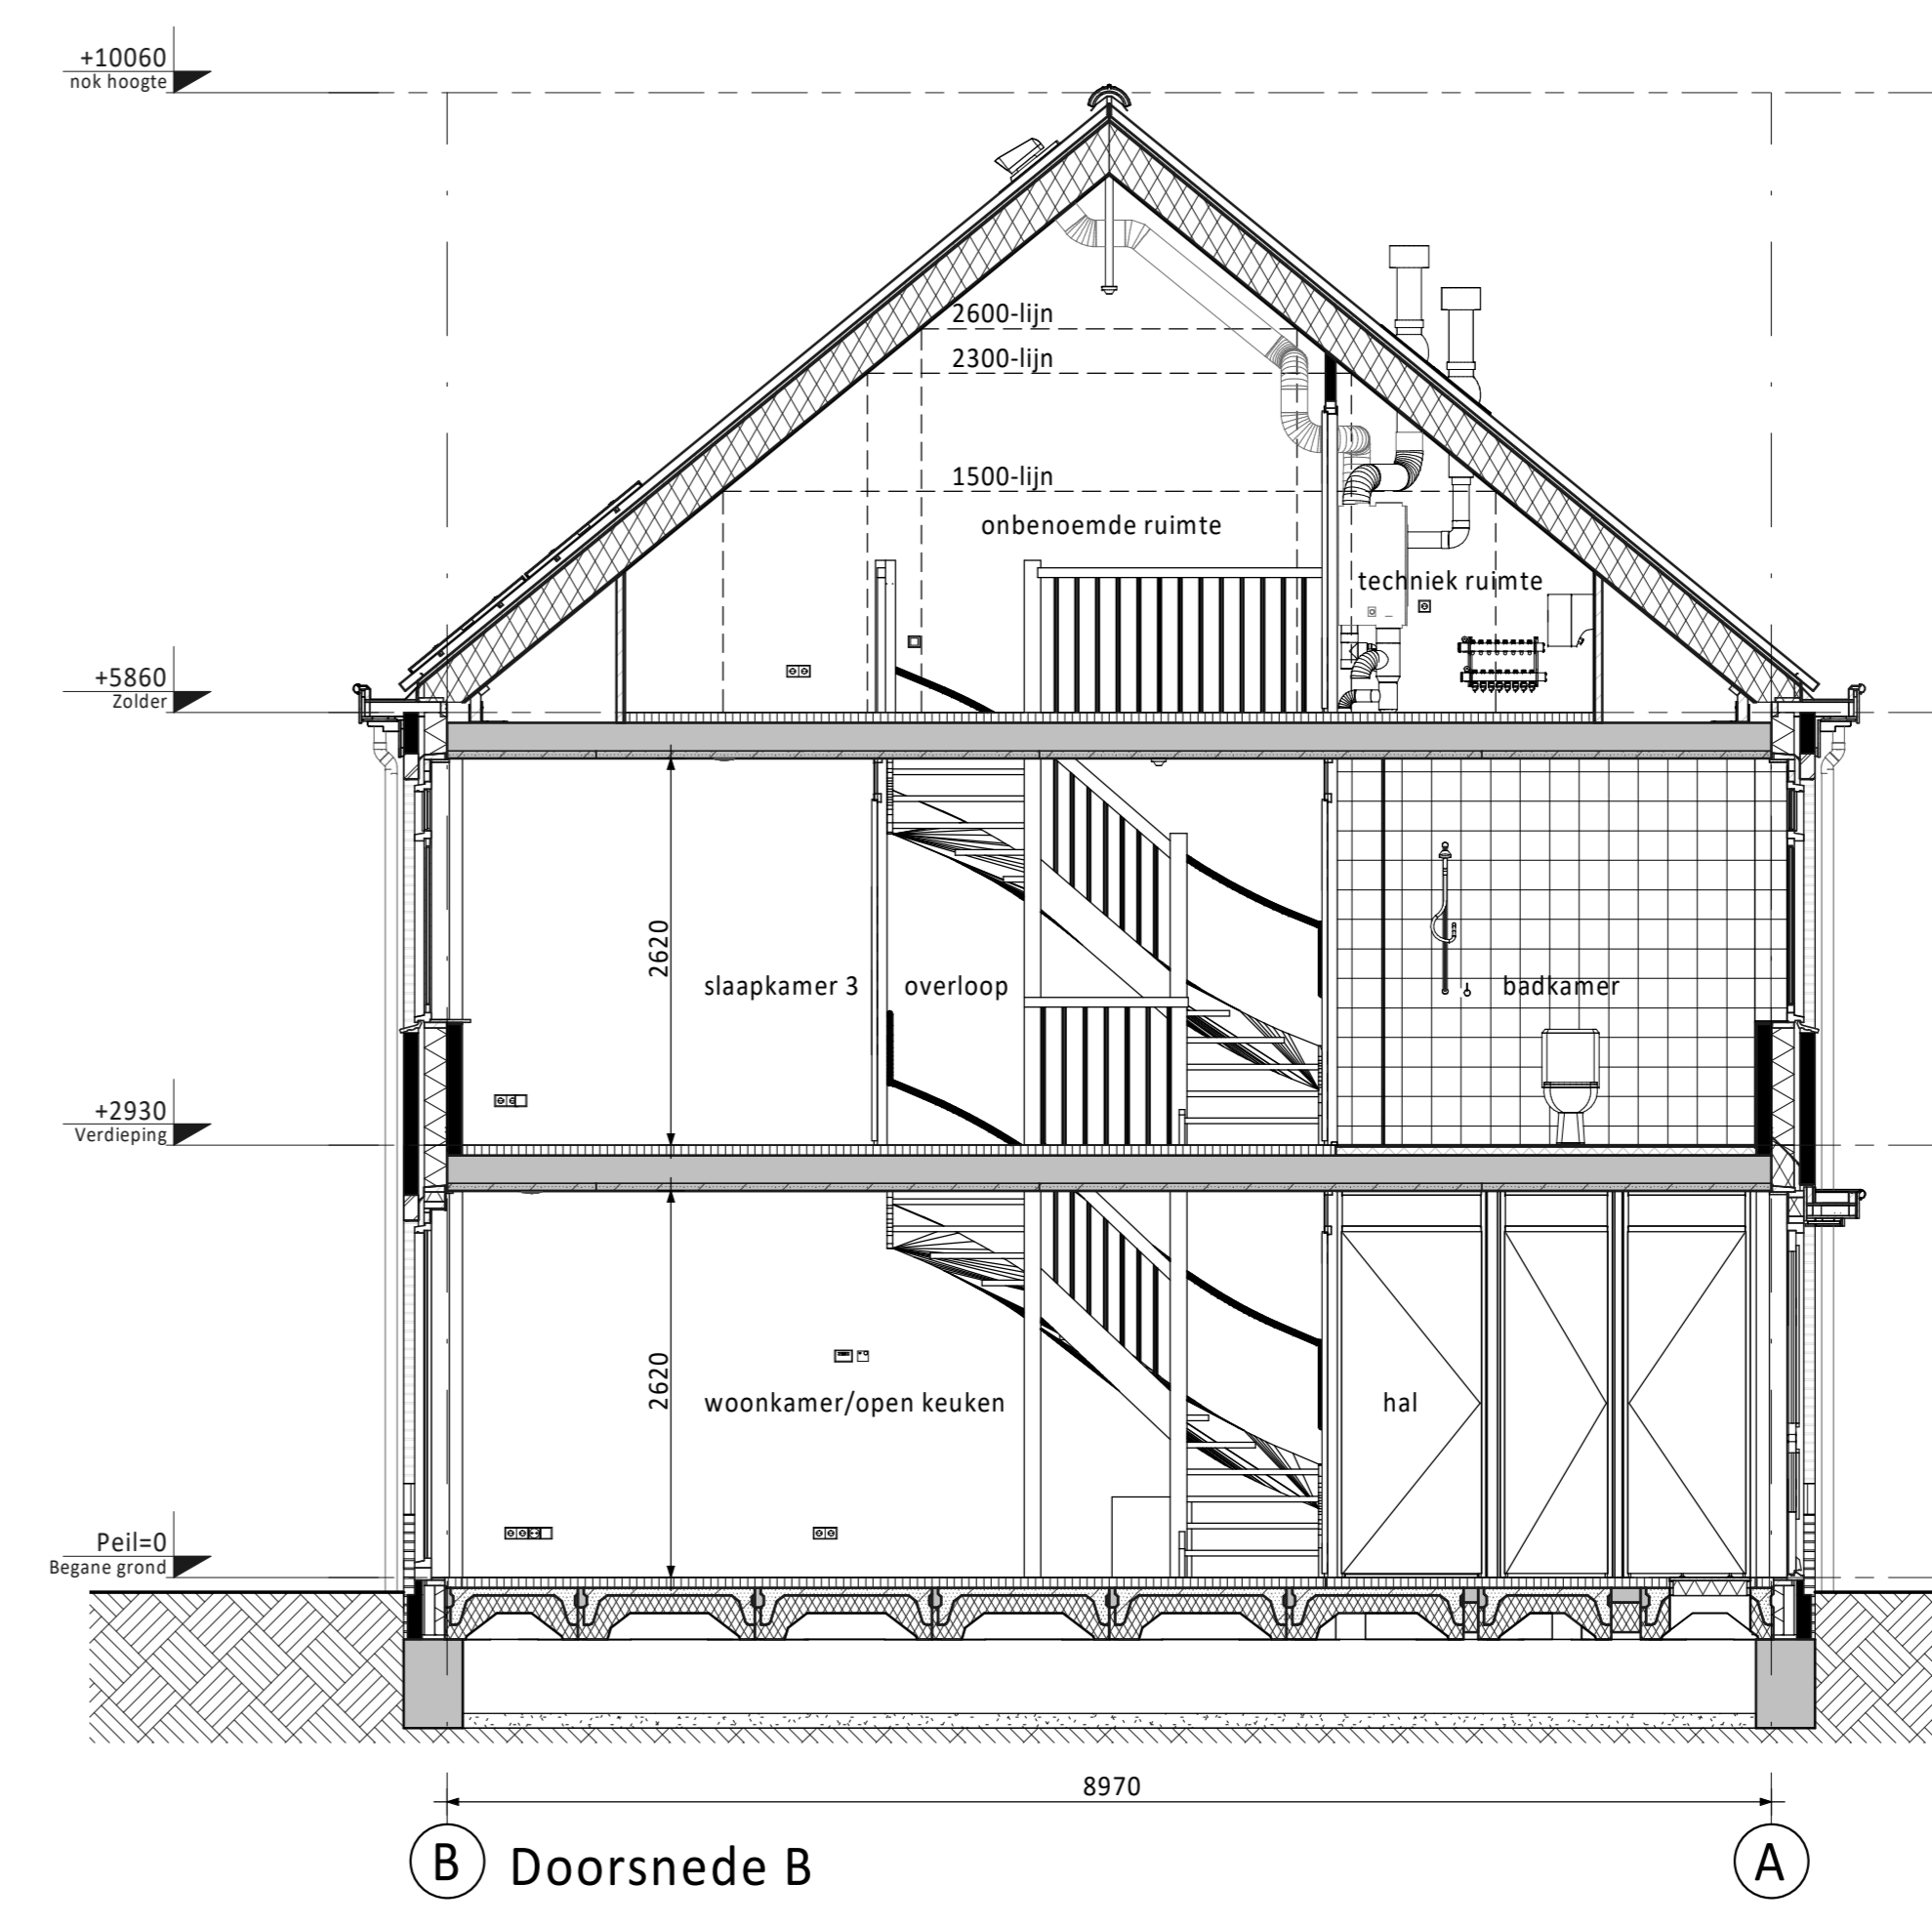 +10060
nok hoogte
2600-lijn
2300-lijn
1500-lijn
onbenoemde ruimte
techniek ruimte
+5860
Zolder
2620
slaapkamer 3
overloop
badkamer
+2930
Verdieping
2620
woonkamer/open keuken
hal
Peil=0
Begane grond
8970
B
Doorsnede B
A